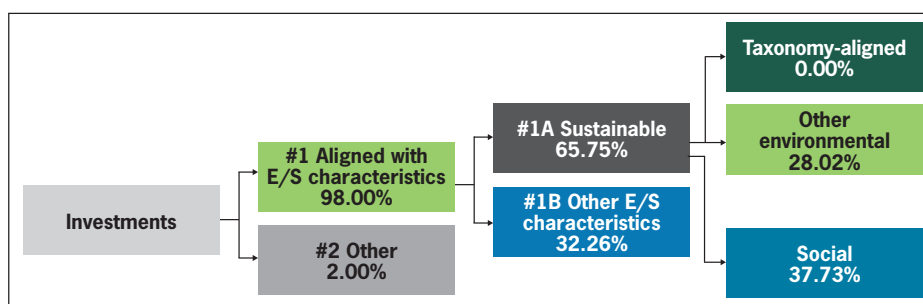 Investments
#1 Aligned with
E/S characteristics
98.00%
#2 Other
2.00%
#1A Sustainable
65.75%
#1B Other E/S
characteristics
32.26%
Taxonomy-aligned
0.00%
Other
environmental
28.02%
Social
37.73%